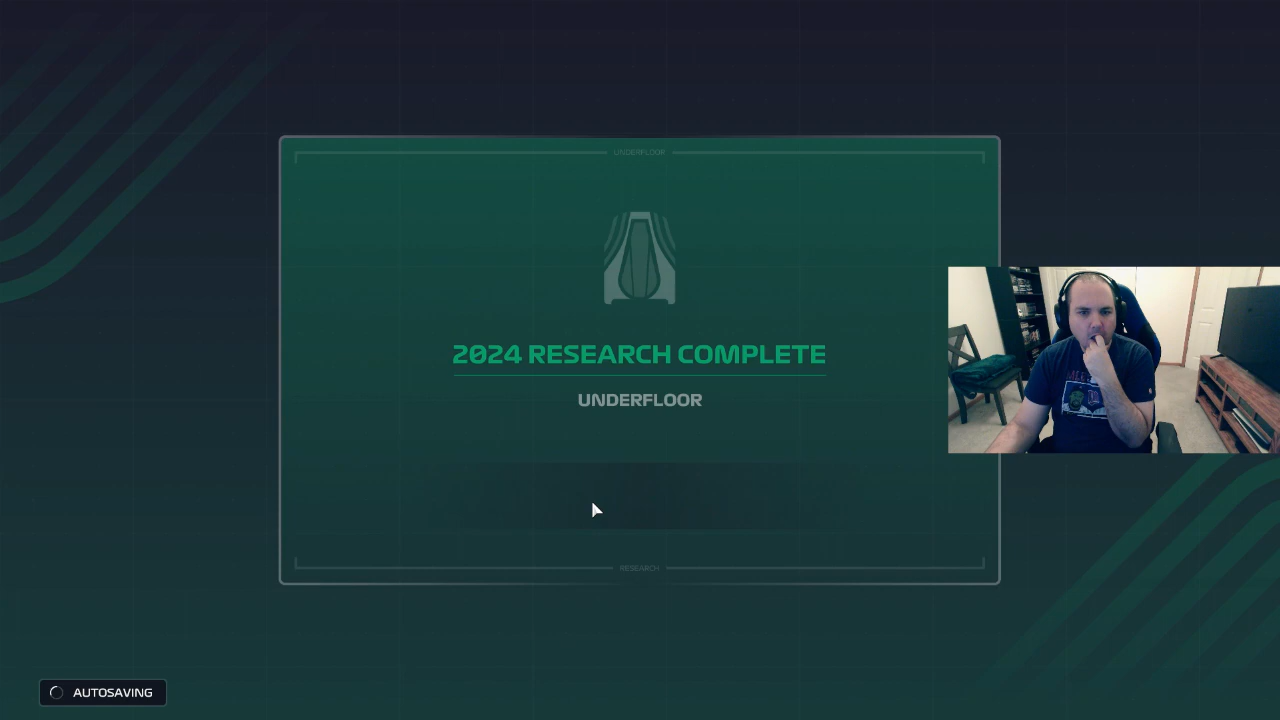 UNDERFLOOR
2024 RESEARCH COMPLETE
UNDERFLOOR
RESEARCH
AUTOSAVING